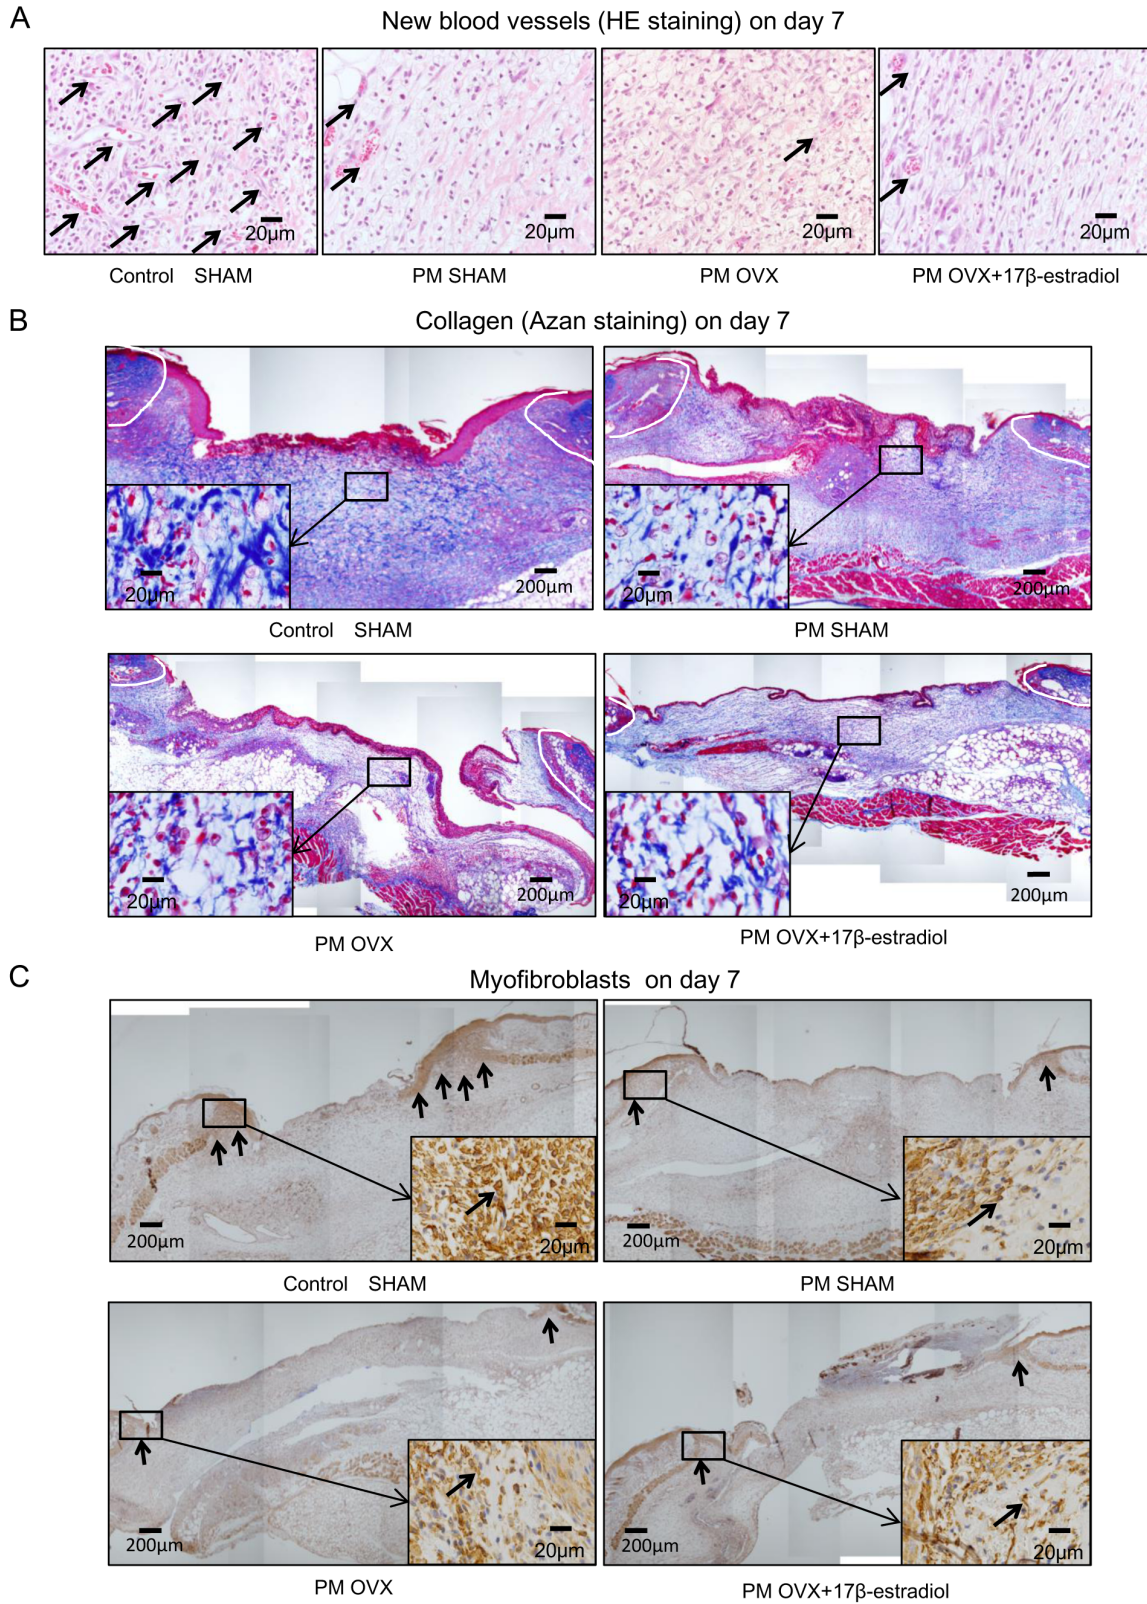 A
New blood vessels (HE staining) on day 7
20μm 20μm 20μm 20μm
Control SHAM PM SHAM PM OVX PM OVX+17β-estradiol
B
Collagen (Azan staining) on day 7
20μm 200μm 20μm 200μm
Control SHAM PM SHAM
20μm 200μm 20μm 200μm
PM OVX PM OVX+17β-estradiol
C
Myofibroblasts on day 7
200μm 20μm 200μm 20μm
Control SHAM PM SHAM
200μm 20μm 200μm 20μm
PM OVX PM OVX+17β-estradiol